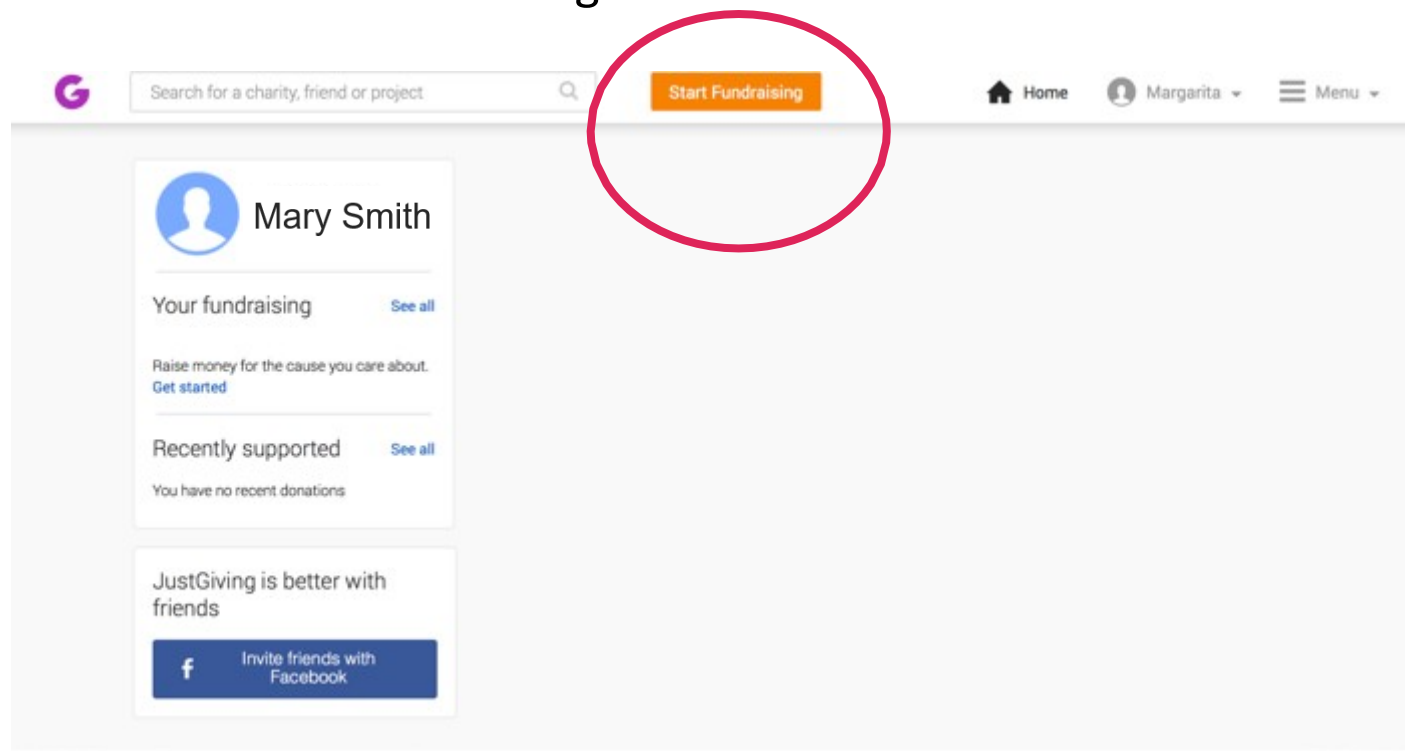 Search for a charity, friend or project
Start Fundraising
Home
Margarita
Menu
Mary Smith
Your fundraising
See all
Raise money for the cause you care about.
Get started
Recently supported
See all
You have no recent donations
JustGiving is better with
friends
f
Invite friends with
Facebook